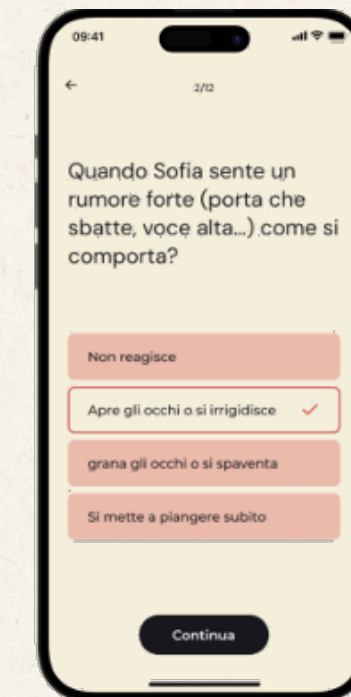 09:41
2/12
Quando Sofia sente un
rumore forte (porta che
sbatte, voce alta...) come si
comporta?
Non reagisce
Apre gli occhi o si irrigidisce
grana gli occhi o si spaventa
Si mette a piangere subito
Continua